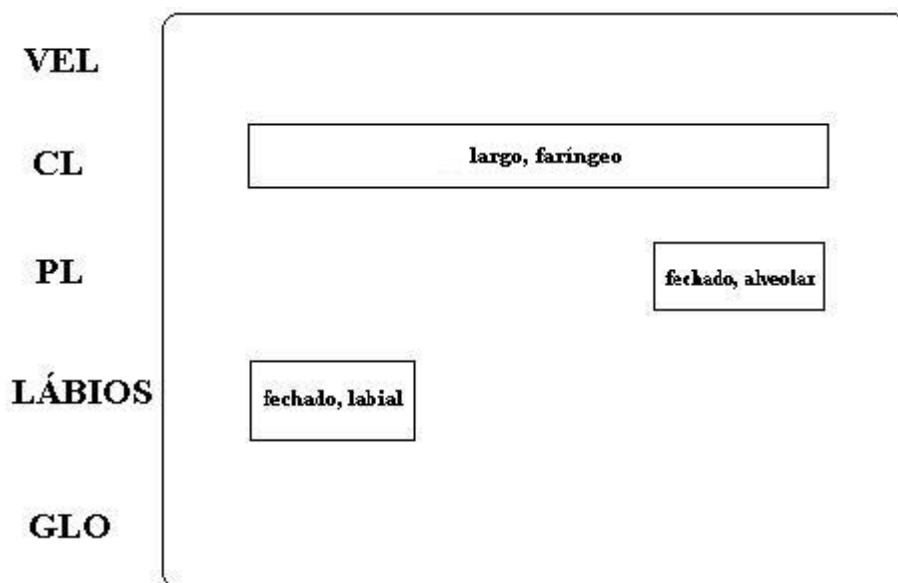 VEL
CL
largo, faríngeo
PL
fechado, alveolar
LÁBIOS
fechado, labial
GLO